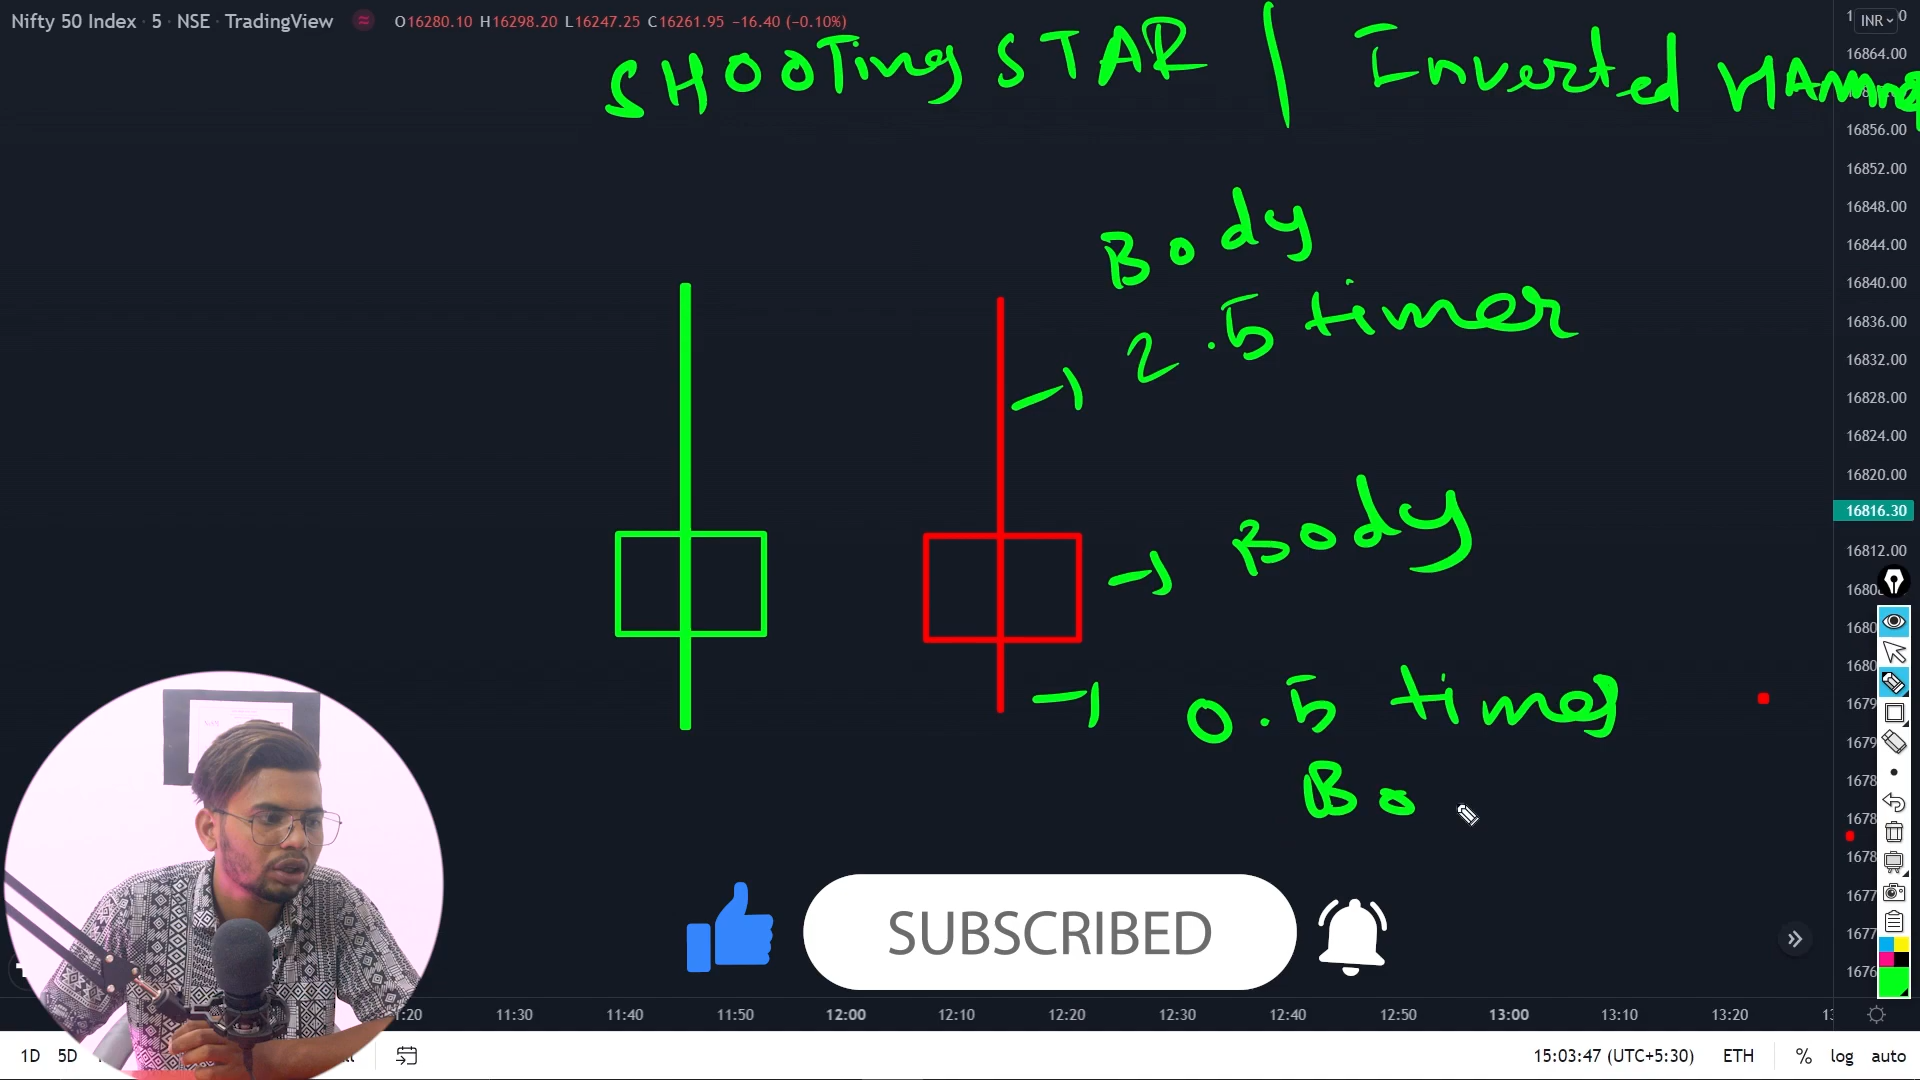 Nifty 50 Index · 5 · NSE · TradingView O16280.10 H16298.20 L16247.25 C16261.95 −16.40 (−0.10%)
INR
SHOOTing STAR | Inverted HAmme
16864.00
16856.00
16852.00
16848.00
16844.00
16840.00
16836.00
16832.00
16828.00
16824.00
16820.00
16816.30
16812.00
Body
2.5 times
Body
0.5 times
Bo
SUBSCRIBED
1:20 11:30 11:40 11:50 12:00 12:10 12:20 12:30 12:40 12:50 13:00 13:10 13:20
1D 5D 15:03:47 (UTC+5:30) ETH % log auto